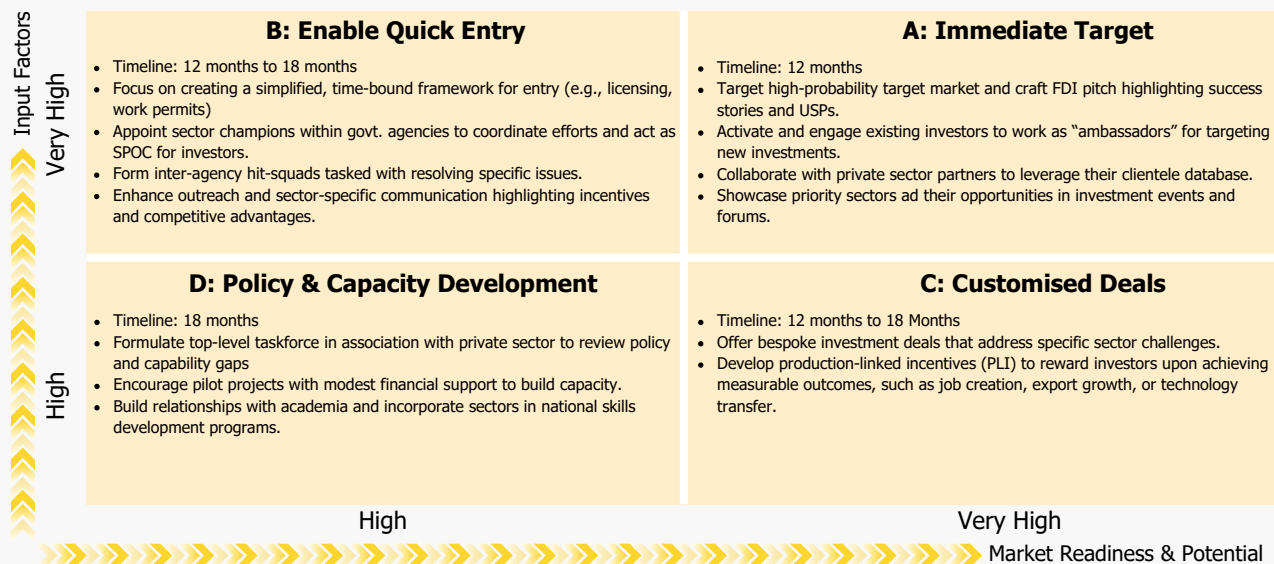 Input Factors
Very High
High
B: Enable Quick Entry
• Timeline: 12 months to 18 months
• Focus on creating a simplified, time-bound framework for entry (e.g., licensing,
work permits)
• Appoint sector champions within govt. agencies to coordinate efforts and act as
SPOC for investors.
• Form inter-agency hit-squads tasked with resolving specific issues.
• Enhance outreach and sector-specific communication highlighting incentives
and competitive advantages.
A: Immediate Target
• Timeline: 12 months
• Target high-probability target market and craft FDI pitch highlighting success
stories and USPs.
• Activate and engage existing investors to work as “ambassadors” for targeting
new investments.
• Collaborate with private sector partners to leverage their clientele database.
• Showcase priority sectors ad their opportunities in investment events and
forums.
D: Policy & Capacity Development
• Timeline: 18 months
• Formulate top-level taskforce in association with private sector to review policy
and capability gaps
• Encourage pilot projects with modest financial support to build capacity.
• Build relationships with academia and incorporate sectors in national skills
development programs.
C: Customised Deals
• Timeline: 12 months to 18 Months
• Offer bespoke investment deals that address specific sector challenges.
• Develop production-linked incentives (PLI) to reward investors upon achieving
measurable outcomes, such as job creation, export growth, or technology
transfer.
High
Very High
Market Readiness & Potential